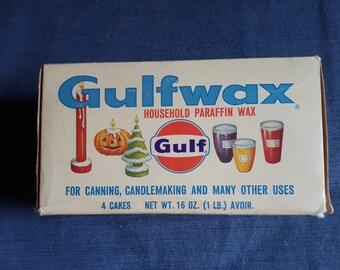 Gulfwax®
HOUSEHOLD PARAFFIN WAX
Gulf
FOR CANNING, CANDLEMAKING AND MANY OTHER USES
4 CAKES NET WT. 16 OZ. (1 LB.) AVOIR.